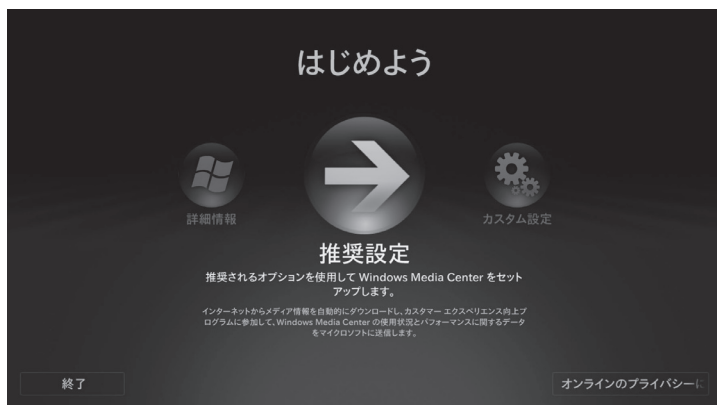 はじめよう
詳細情報
カスタム設定
推奨設定
推奨されるオプションを使用して Windows Media Center をセット
アップします。
インターネットからメディア情報を自動的にダウンロードし、カスタマー エクスペリエンス向上プ
ログラムに参加して、Windows Media Center の使用状況とパフォーマンスに関するデータ
をマイクロソフトに送信します。
終了
オンラインのプライバシーに